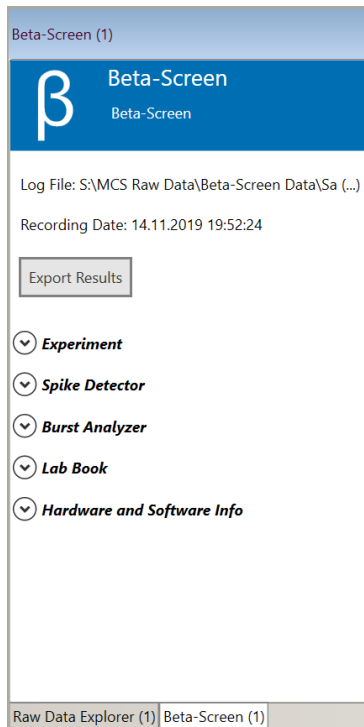 Beta-Screen (1)
β
Beta-Screen
Beta-Screen
Log File: S:\MCS Raw Data\Beta-Screen Data\Sa (...)
Recording Date: 14.11.2019 19:52:24
Export Results
Experiment
Spike Detector
Burst Analyzer
Lab Book
Hardware and Software Info
Raw Data Explorer (1) Beta-Screen (1)